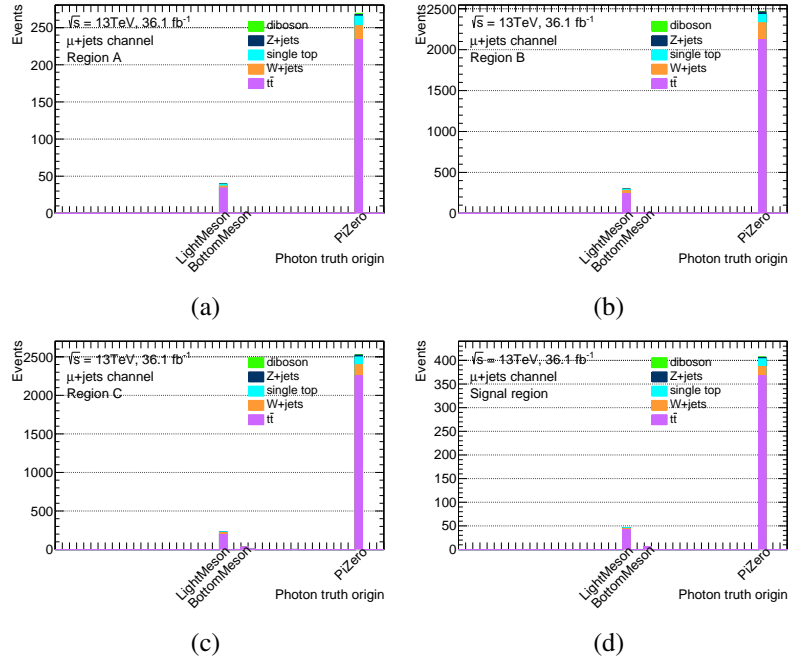 Events
√s = 13TeV, 36.1 fb⁻¹
μ+jets channel
Region A
diboson
Z+jets
single top
W+jets
tt̄
250
200
150
100
50
0
LightMeson
BottomMeson
PiZero
Photon truth origin
(a)
Events
√s = 13TeV, 36.1 fb⁻¹
μ+jets channel
Region B
diboson
Z+jets
single top
W+jets
tt̄
2500
2000
1500
1000
500
0
LightMeson
BottomMeson
PiZero
Photon truth origin
(b)
Events
√s = 13TeV, 36.1 fb⁻¹
μ+jets channel
Region C
diboson
Z+jets
single top
W+jets
tt̄
2500
2000
1500
1000
500
0
LightMeson
BottomMeson
PiZero
Photon truth origin
(c)
Events
√s = 13TeV, 36.1 fb⁻¹
μ+jets channel
Signal region
diboson
Z+jets
single top
W+jets
tt̄
400
350
300
250
200
150
100
50
0
LightMeson
BottomMeson
PiZero
Photon truth origin
(d)